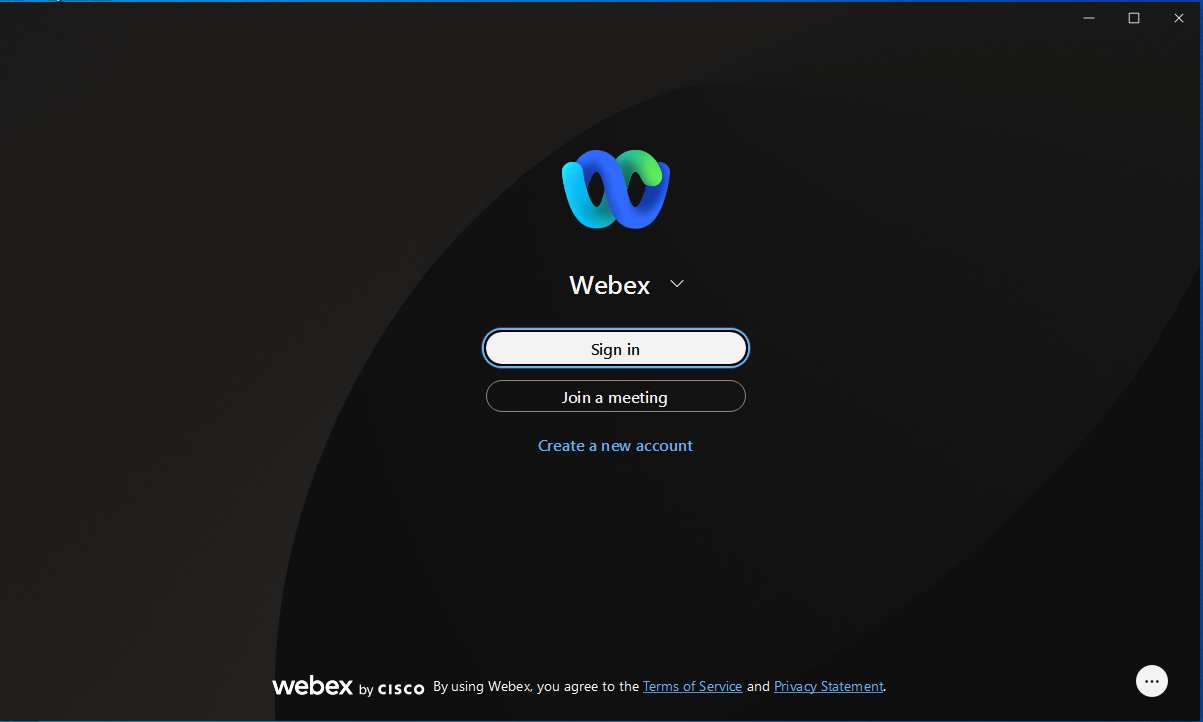 Webex
Sign in
Join a meeting
Create a new account
webex by CISCO By using Webex, you agree to the Terms of Service and Privacy Statement.